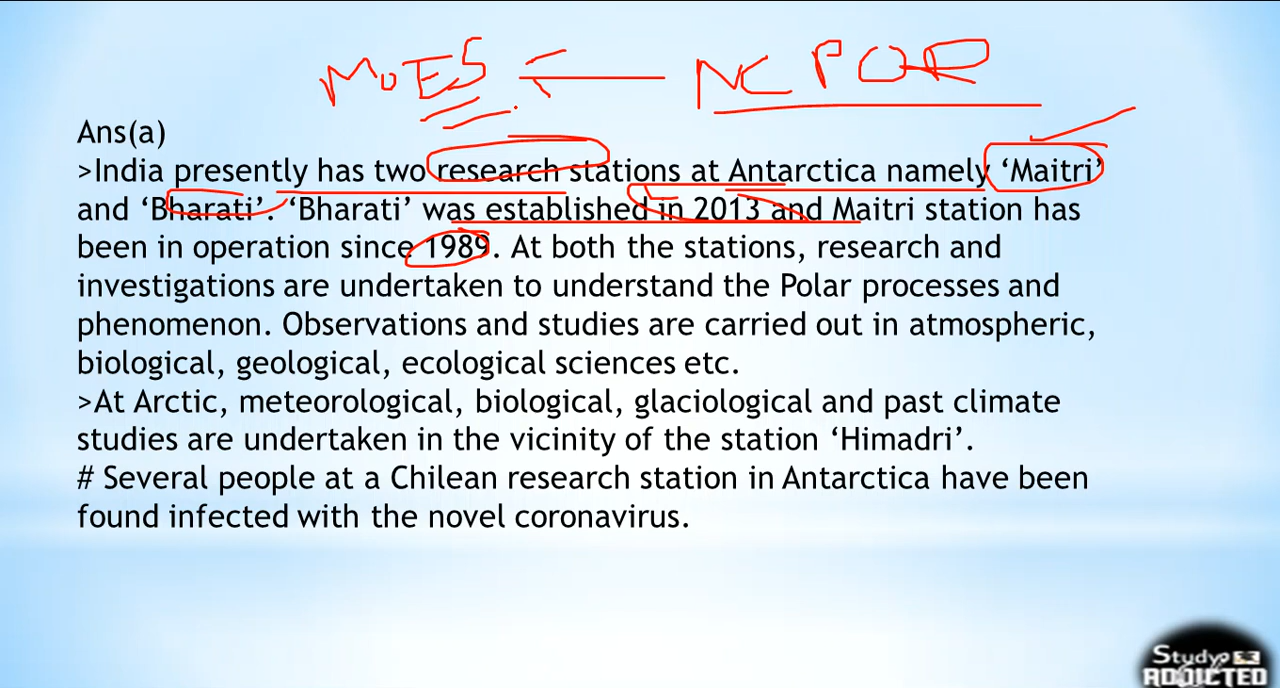 MoES ← NCPOR
Ans(a)
>India presently has two research stations at Antarctica namely ‘Maitri’
and ‘Bharati’. ‘Bharati’ was established in 2013 and Maitri station has
been in operation since 1989. At both the stations, research and
investigations are undertaken to understand the Polar processes and
phenomenon. Observations and studies are carried out in atmospheric,
biological, geological, ecological sciences etc.
>At Arctic, meteorological, biological, glaciological and past climate
studies are undertaken in the vicinity of the station ‘Himadri’.
# Several people at a Chilean research station in Antarctica have been
found infected with the novel coronavirus.
Study
ADDICTED